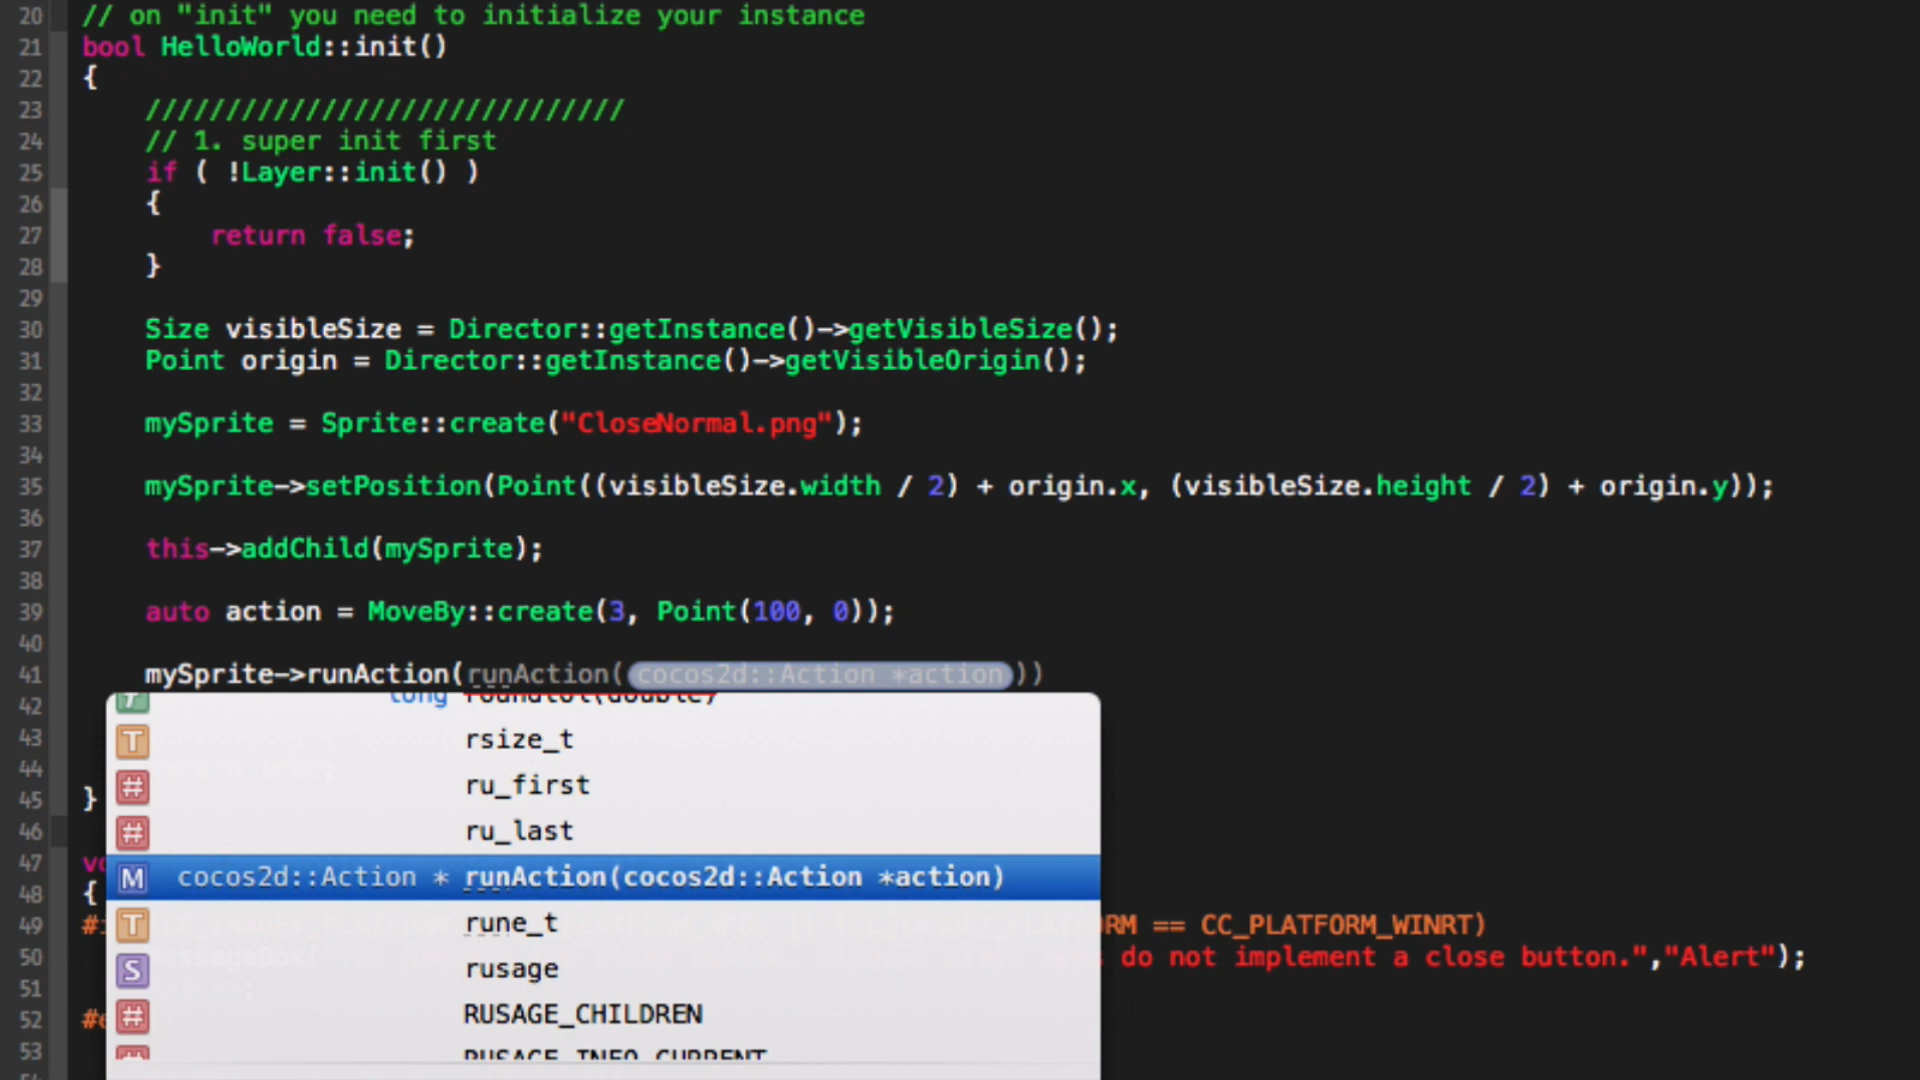 20 // on "init" you need to initialize your instance
21 bool HelloWorld::init()
22 {
23 //////////////////////////////
24 // 1. super init first
25 if ( !Layer::init() )
26 {
27 return false;
28 }
29
30 Size visibleSize = Director::getInstance()->getVisibleSize();
31 Point origin = Director::getInstance()->getVisibleOrigin();
32
33 mySprite = Sprite::create("CloseNormal.png");
34
35 mySprite->setPosition(Point((visibleSize.width / 2) + origin.x, (visibleSize.height / 2) + origin.y));
36
37 this->addChild(mySprite);
38
39 auto action = MoveBy::create(3, Point(100, 0));
40
41 mySprite->runAction(runAction(cocos2d::Action *action))
42 long roundtol(double)
43 T rsize_t
44 # ru_first
45 } # ru_last
46 M cocos2d::Action * runAction(cocos2d::Action *action)
47
48 { T rune_t
49 RM == CC_PLATFORM_WINRT)
50 S rusage do not implement a close button.","Alert");
51
52 # RUSAGE_CHILDREN
53 RUSAGE_INFO_CURRENT